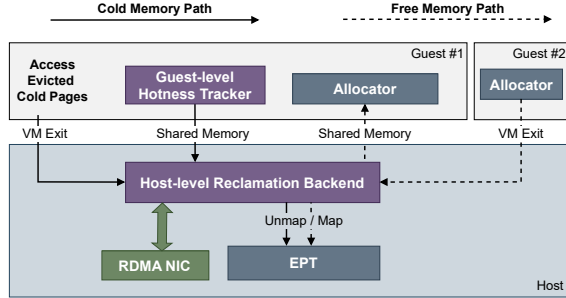 Cold Memory Path
Free Memory Path
Guest #1
Guest #2
Access
Evicted
Cold Pages
Guest-level
Hotness Tracker
Allocator
Allocator
VM Exit
Shared Memory
Shared Memory
VM Exit
Host-level Reclamation Backend
Unmap / Map
RDMA NIC
EPT
Host